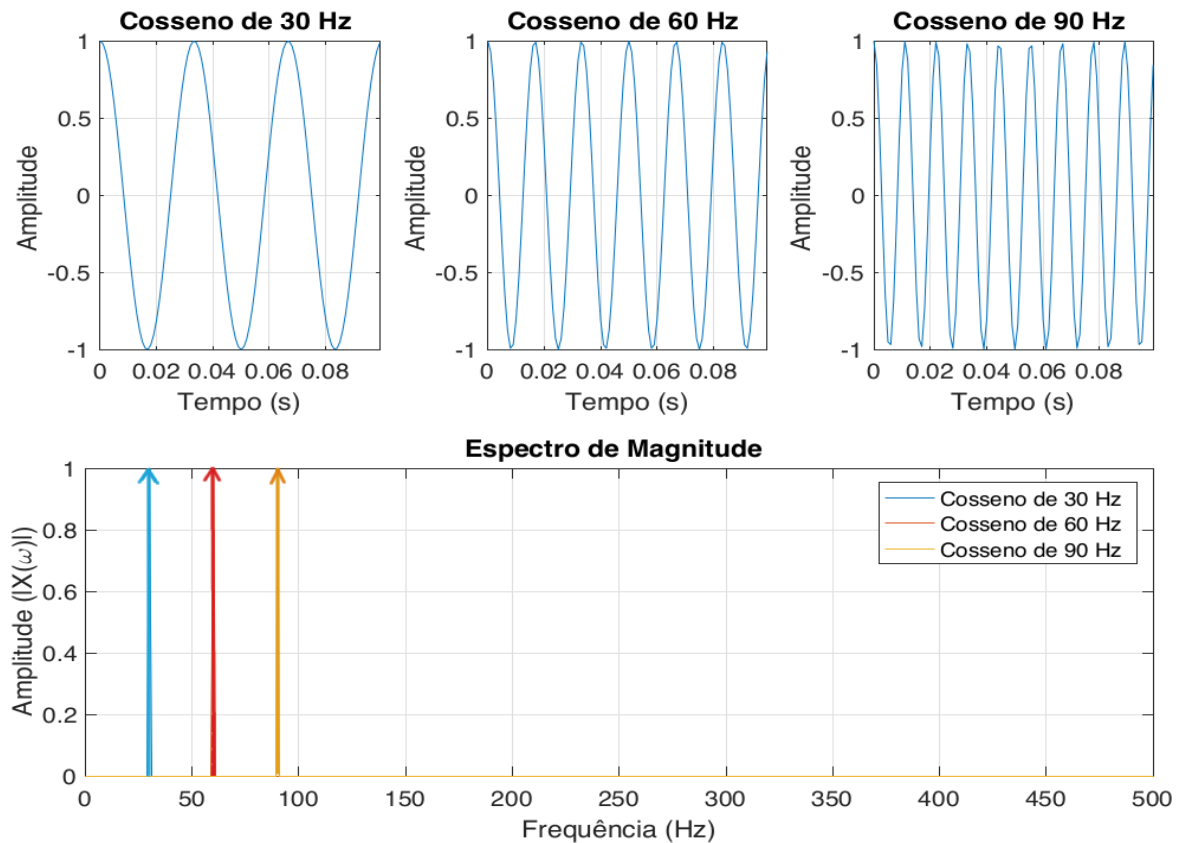 Cosseno de 30 Hz
Amplitude
1
0.5
0
-0.5
-1
0 0.02 0.04 0.06 0.08
Tempo (s)
Cosseno de 60 Hz
Amplitude
1
0.5
0
-0.5
-1
0 0.02 0.04 0.06 0.08
Tempo (s)
Cosseno de 90 Hz
Amplitude
1
0.5
0
-0.5
-1
0 0.02 0.04 0.06 0.08
Tempo (s)
Espectro de Magnitude
Amplitude (|X(ω)|)
1
0.8
0.6
0.4
0.2
0
Cosseno de 30 Hz
Cosseno de 60 Hz
Cosseno de 90 Hz
0 50 100 150 200 250 300 350 400 450 500
Frequência (Hz)